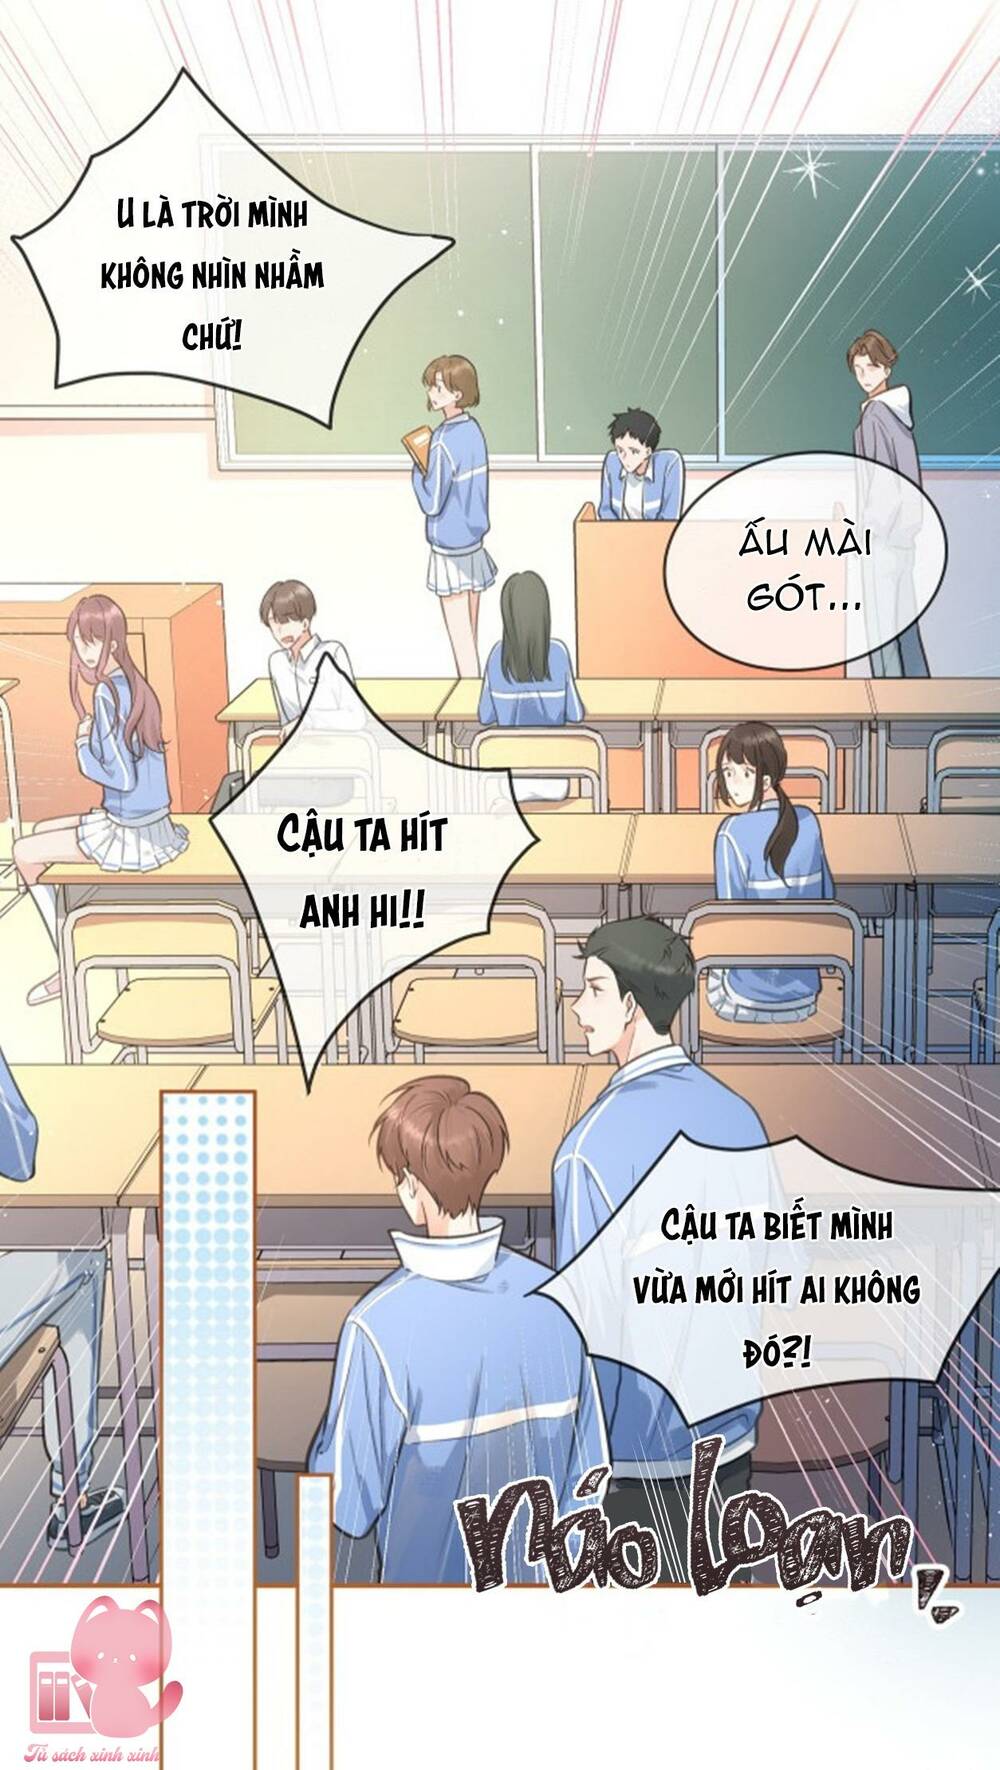 U LÀ TRỜI MÌNH
KHÔNG NHÌN NHẦM
CHỨ!
ẤU MÀI
GÓT...
CẬU TA HÍT
ANH HI!!
CẬU TA BIẾT MÌNH
VỪA MỚI HÍT AI KHÔNG
ĐÓ?!
NÁO LOẠN
Tủ sách xinh xinh